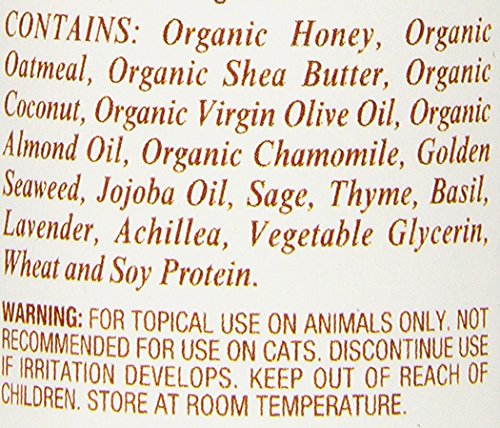 CONTAINS: Organic Honey, Organic
Oatmeal, Organic Shea Butter, Organic
Coconut, Organic Virgin Olive Oil, Organic
Almond Oil, Organic Chamomile, Golden
Seaweed, Jojoba Oil, Sage, Thyme, Basil,
Lavender, Achillea, Vegetable Glycerin,
Wheat and Soy Protein.
WARNING: FOR TOPICAL USE ON ANIMALS ONLY. NOT
RECOMMENDED FOR USE ON CATS. DISCONTINUE USE
IF IRRITATION DEVELOPS. KEEP OUT OF REACH OF
CHILDREN. STORE AT ROOM TEMPERATURE.